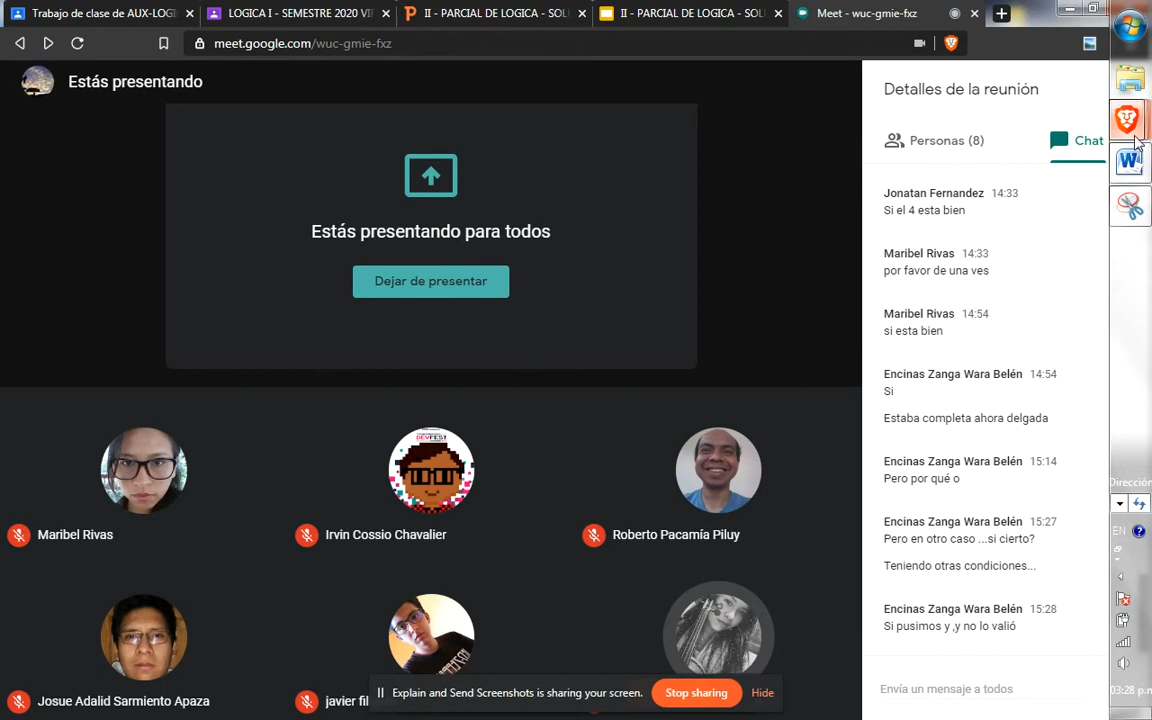 Trabajo de clase de AUX-LOGI
LOGICA I - SEMESTRE 2020 VI
II - PARCIAL DE LOGICA - SOL
II - PARCIAL DE LOGICA - SOL
Meet - wuc-gmie-fxz
meet.google.com/wuc-gmie-fxz
Estás presentando
Estás presentando para todos
Dejar de presentar
Maribel Rivas
Irvin Cossio Chavalier
Roberto Pacamía Piluy
DEVFEST
Josue Adalid Sarmiento Apaza
javier fil
Explain and Send Screenshots is sharing your screen.
Stop sharing
Hide
Detalles de la reunión
Personas (8)
Chat
Jonatan Fernandez 14:33
Si el 4 esta bien
Maribel Rivas 14:33
por favor de una ves
Maribel Rivas 14:54
si esta bien
Encinas Zanga Wara Belén 14:54
Si
Estaba completa ahora delgada
Encinas Zanga Wara Belén 15:14
Pero por qué o
Encinas Zanga Wara Belén 15:27
Pero en otro caso ...si cierto?
Teniendo otras condiciones...
Encinas Zanga Wara Belén 15:28
Si pusimos y ,y no lo valió
Envía un mensaje a todos
W
Dirección
EN
03:28 p.m